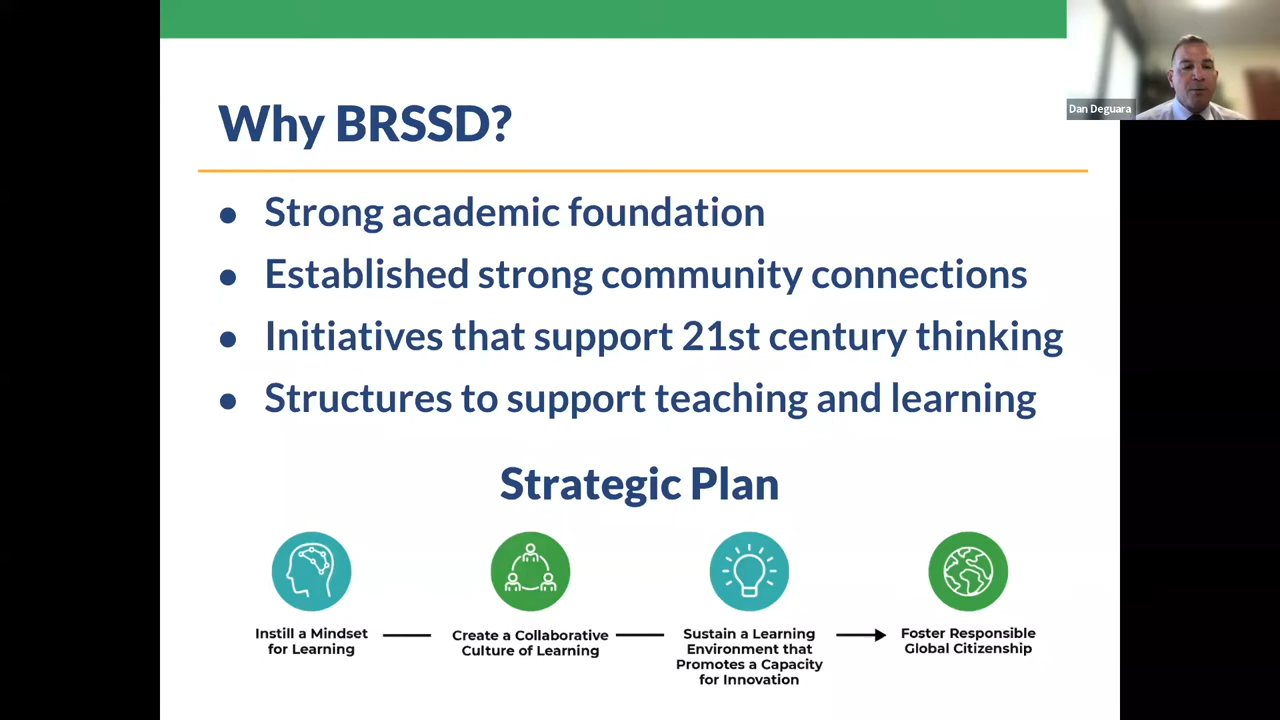 Dan Deguara
Why BRSSD?
● Strong academic foundation
● Established strong community connections
● Initiatives that support 21st century thinking
● Structures to support teaching and learning
Strategic Plan
Instill a Mindset
for Learning
Create a Collaborative
Culture of Learning
Sustain a Learning
Environment that
Promotes a Capacity
for Innovation
Foster Responsible
Global Citizenship